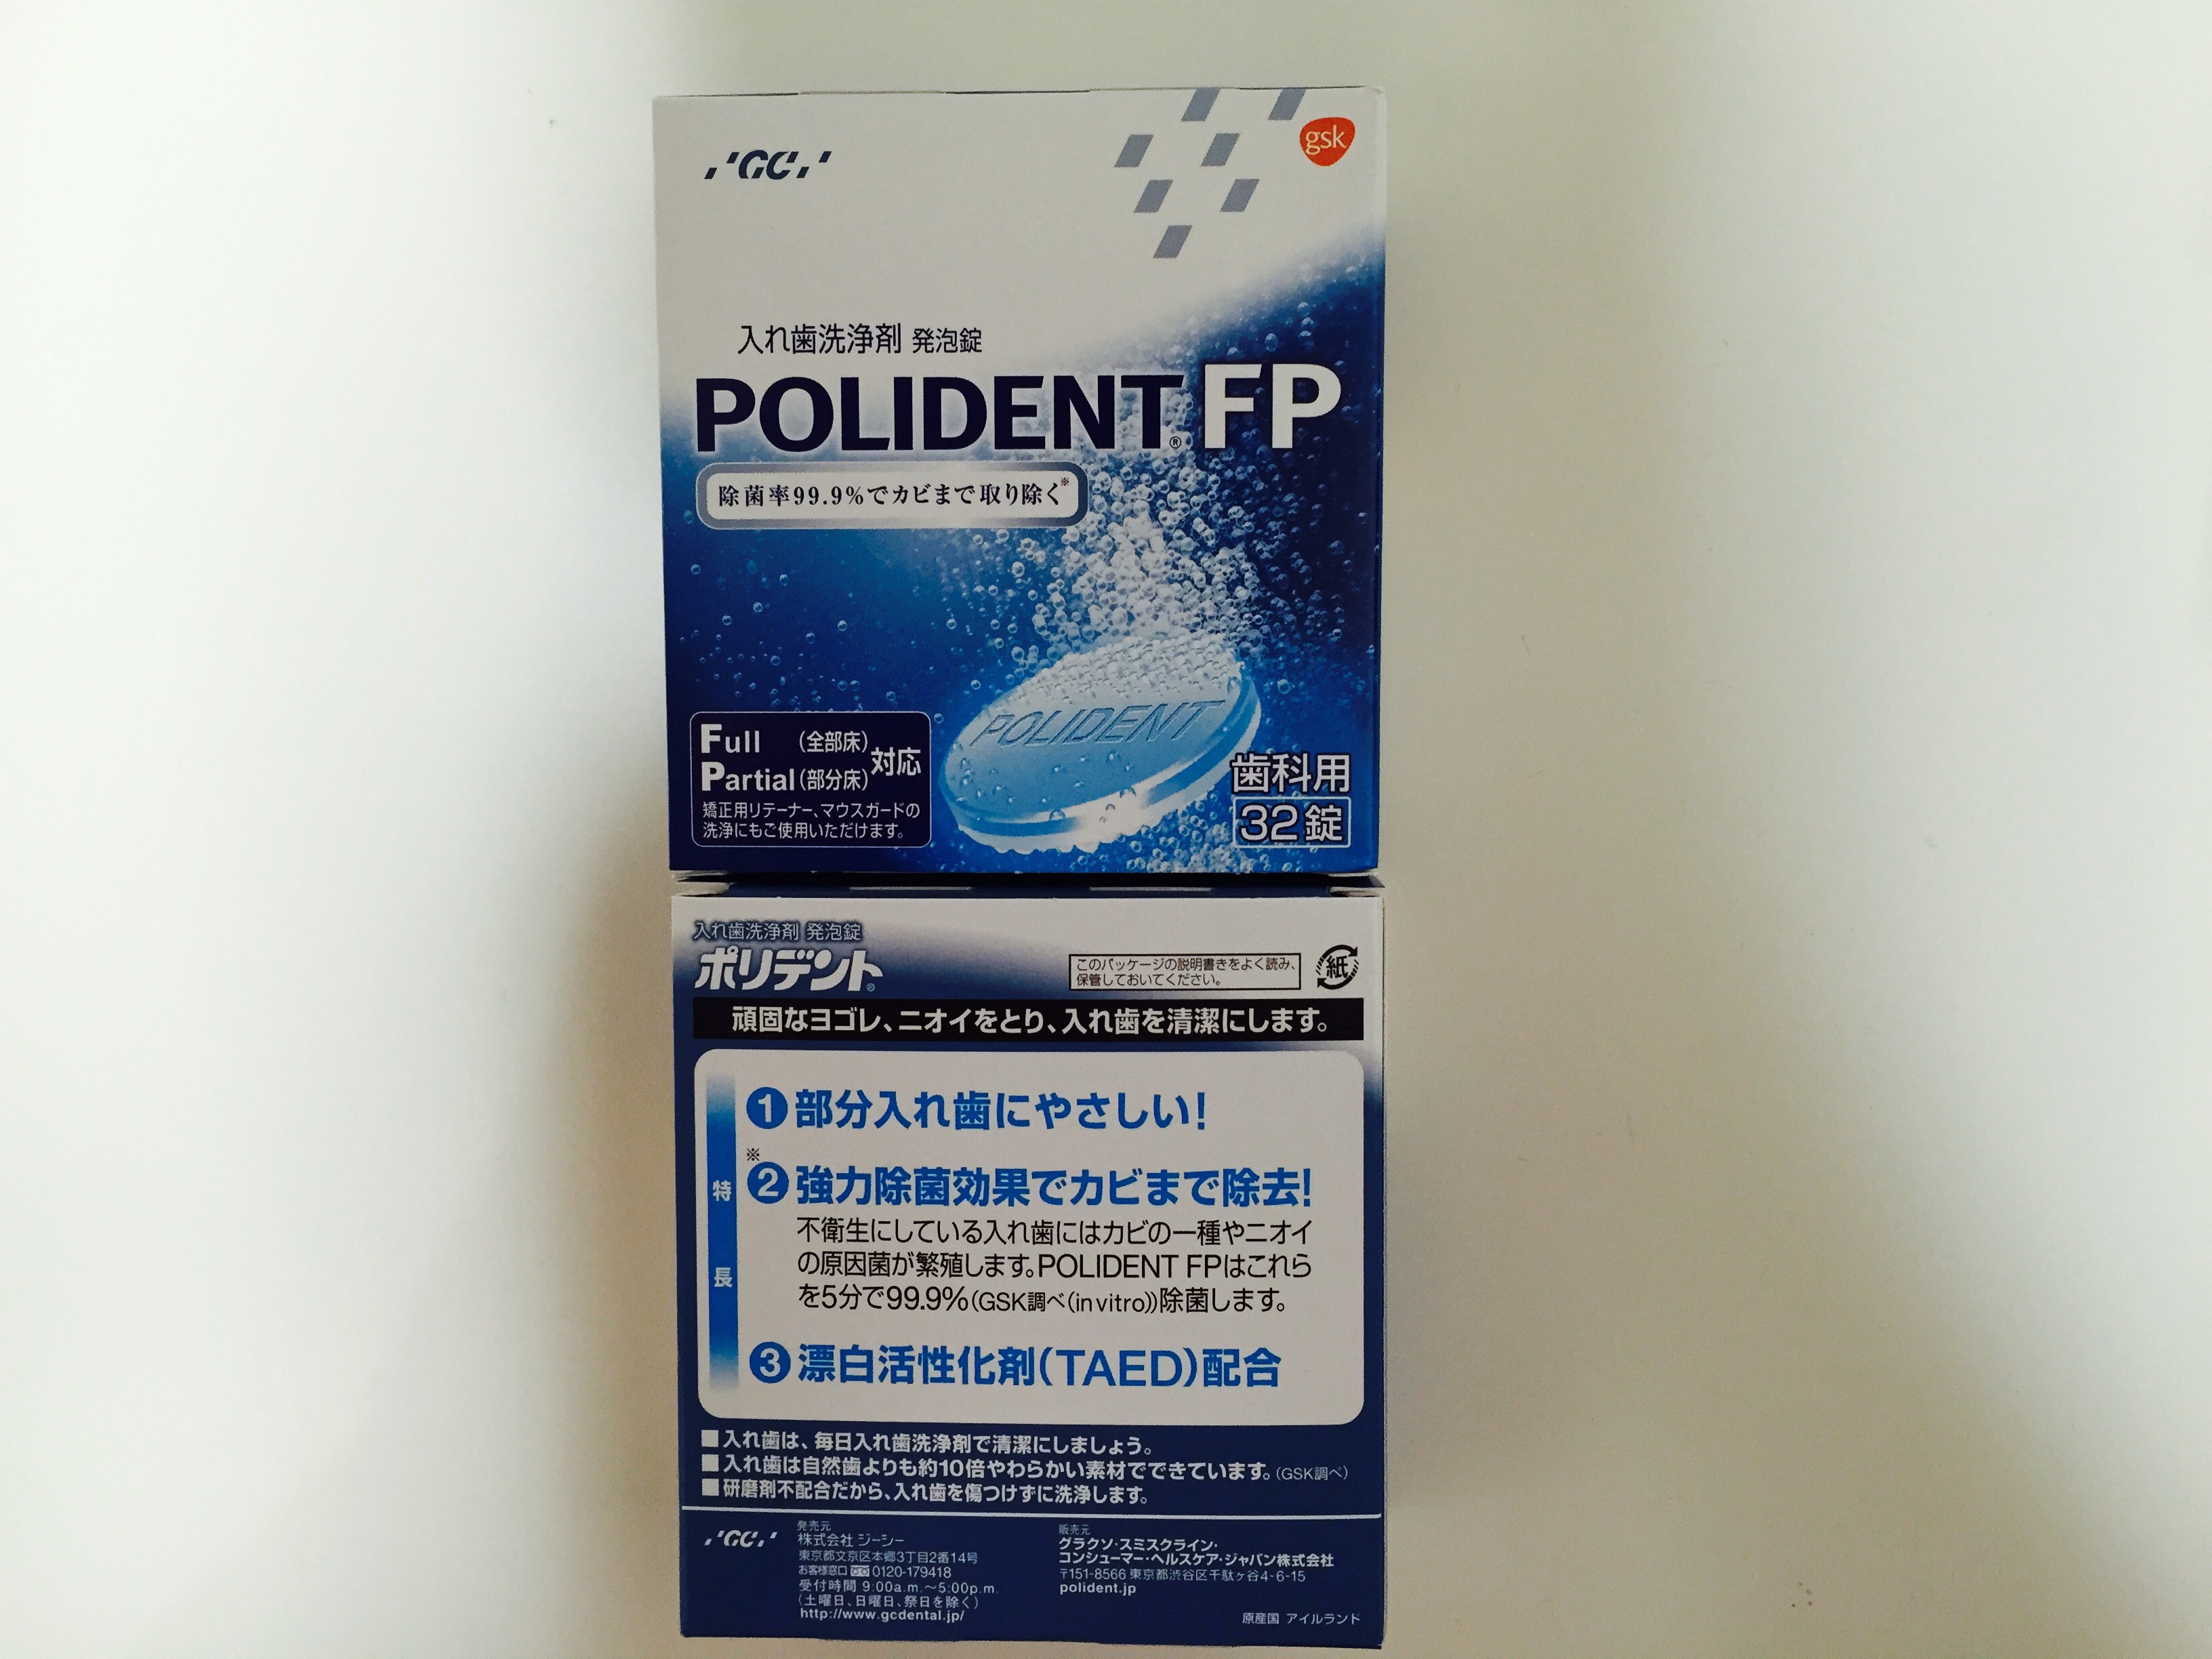 GC
gsk
入れ歯洗浄剤 発泡錠
POLIDENT® FP
除菌率99.9%でカビまで取り除く※
Full (全部床)
Partial(部分床) 対応
矯正用リテーナー、マウスガードの
洗浄にもご使用いただけます。
POLIDENT
歯科用
32錠
入れ歯洗浄剤 発泡錠
ポリデント®
このパッケージの説明書きをよく読み、
保管しておいてください。
紙
頑固なヨゴレ、ニオイをとり、入れ歯を清潔にします。
特長
1 部分入れ歯にやさしい!
※
2 強力除菌効果でカビまで除去!
不衛生にしている入れ歯にはカビの一種やニオイ
の原因菌が繁殖します。POLIDENT FPはこれら
を5分で99.9%(GSK調べ(in vitro))除菌します。
3 漂白活性化剤(TAED)配合
■入れ歯は、毎日入れ歯洗浄剤で清潔にしましょう。
■入れ歯は自然歯よりも約10倍やわらかい素材でできています。(GSK調べ)
■研磨剤不配合だから、入れ歯を傷つけずに洗浄します。
GC
発売元
株式会社 ジーシー
東京都文京区本郷3丁目2番14号
お客様窓口 0120-179418
受付時間 9:00a.m.~5:00p.m.
(土曜日、日曜日、祭日を除く)
http://www.gcdental.jp/
販売元
グラクソ・スミスクライン・
コンシューマー・ヘルスケア・ジャパン株式会社
〒151-8566 東京都渋谷区千駄ヶ谷4-6-15
polident.jp
原産国 アイルランド